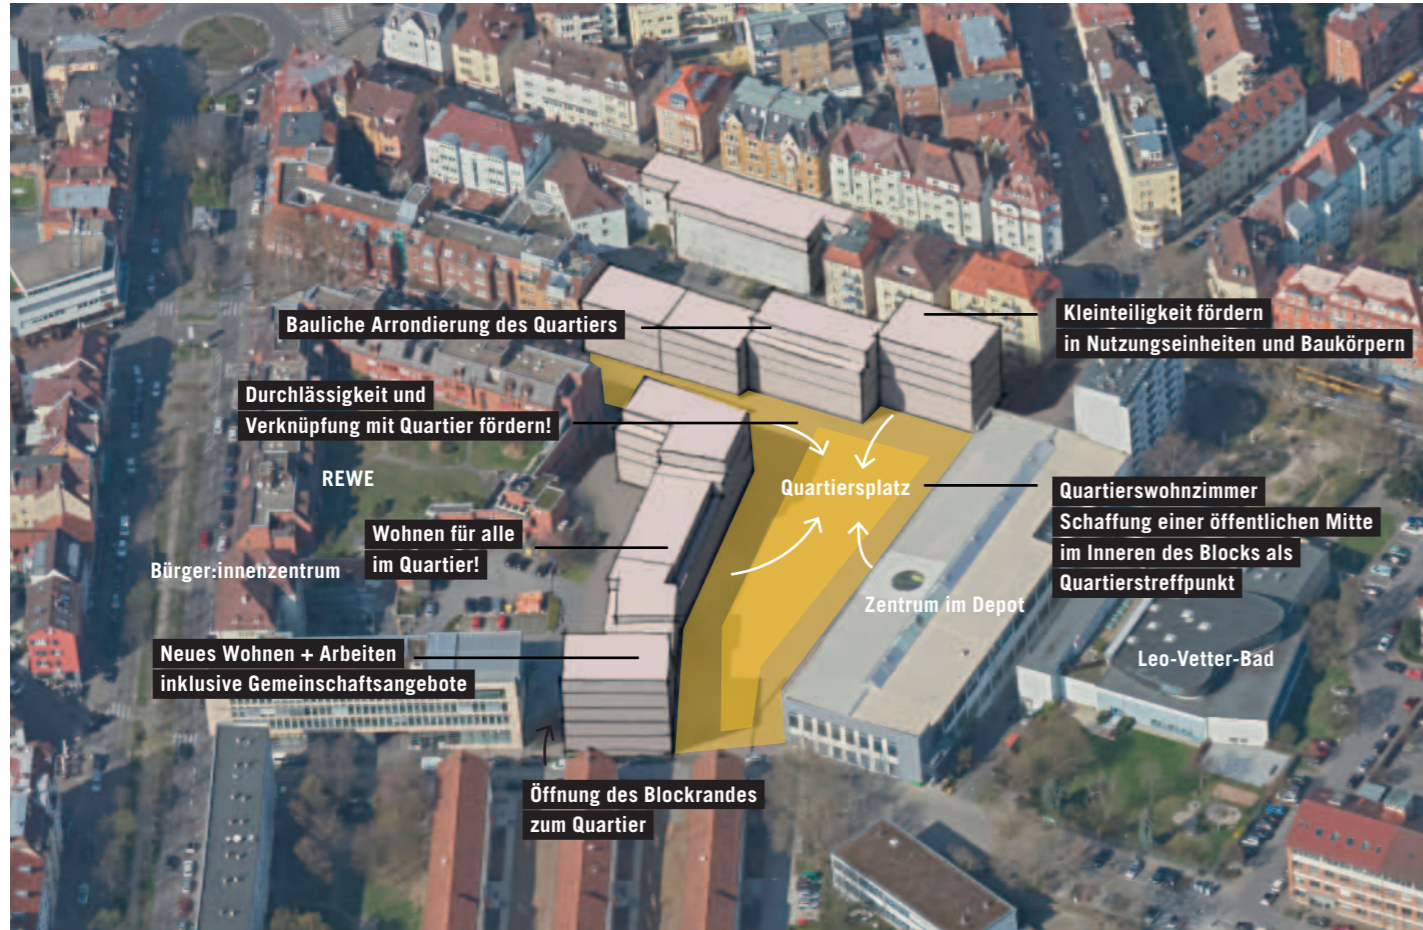 Bauliche Arrondierung des Quartiers
Kleinteiligkeit fördern
in Nutzungseinheiten und Baukörpern
Durchlässigkeit und
Verknüpfung mit Quartier fördern!
REWE
Quartiersplatz
Quartierswohnzimmer
Schaffung einer öffentlichen Mitte
im Inneren des Blocks als
Quartierstreffpunkt
Wohnen für alle
im Quartier!
Bürger:innenzentrum
Zentrum im Depot
Leo-Vetter-Bad
Neues Wohnen + Arbeiten
inklusive Gemeinschaftsangebote
Öffnung des Blockrandes
zum Quartier